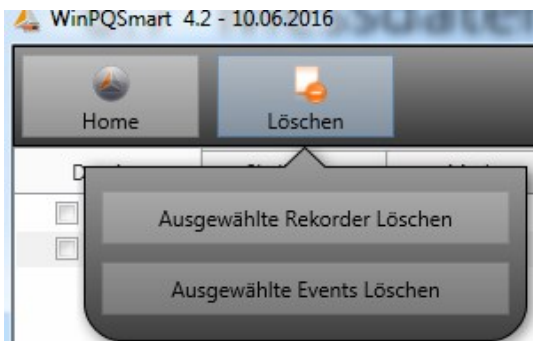 WinPQSmart 4.2 - 10.06.2016
Home
Löschen
Ausgewählte Rekorder Löschen
Ausgewählte Events Löschen